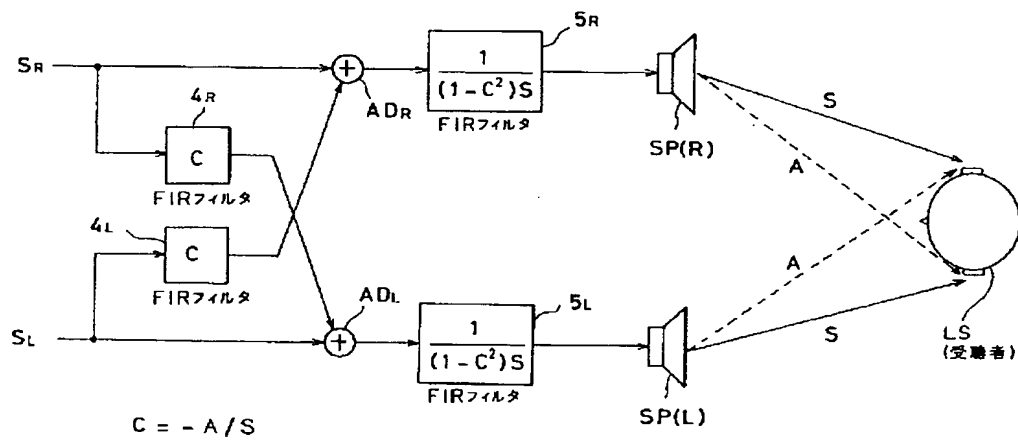 5R
SR
1
(1-C²)S
FIRフィルタ
ADR
SP(R)
S
4R
C
FIRフィルタ
A
4L
C
FIRフィルタ
A
ADL
5L
SL
1
(1-C²)S
FIRフィルタ
S
LS
(受聴者)
SP(L)
C = - A / S